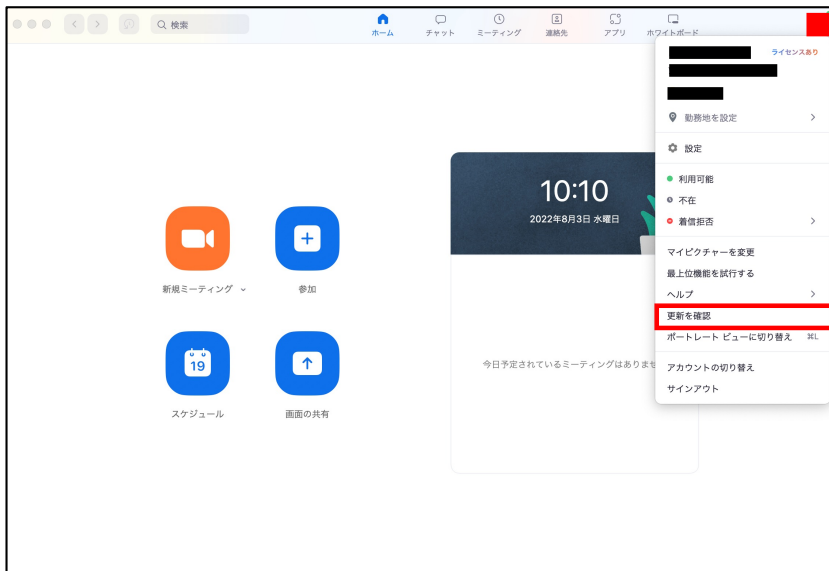 検索
ホーム
チャット
ミーティング
連絡先
アプリ
ホワイトボード
ライセンスあり
勤務地を設定
設定
利用可能
不在
着信拒否
マイピクチャーを変更
最上位機能を試行する
ヘルプ
更新を確認
ポートレート ビューに切り替え ⌘L
アカウントの切り替え
サインアウト
10:10
2022年8月3日 水曜日
新規ミーティング
参加
19
スケジュール
画面の共有
今日予定されているミーティングはありませ